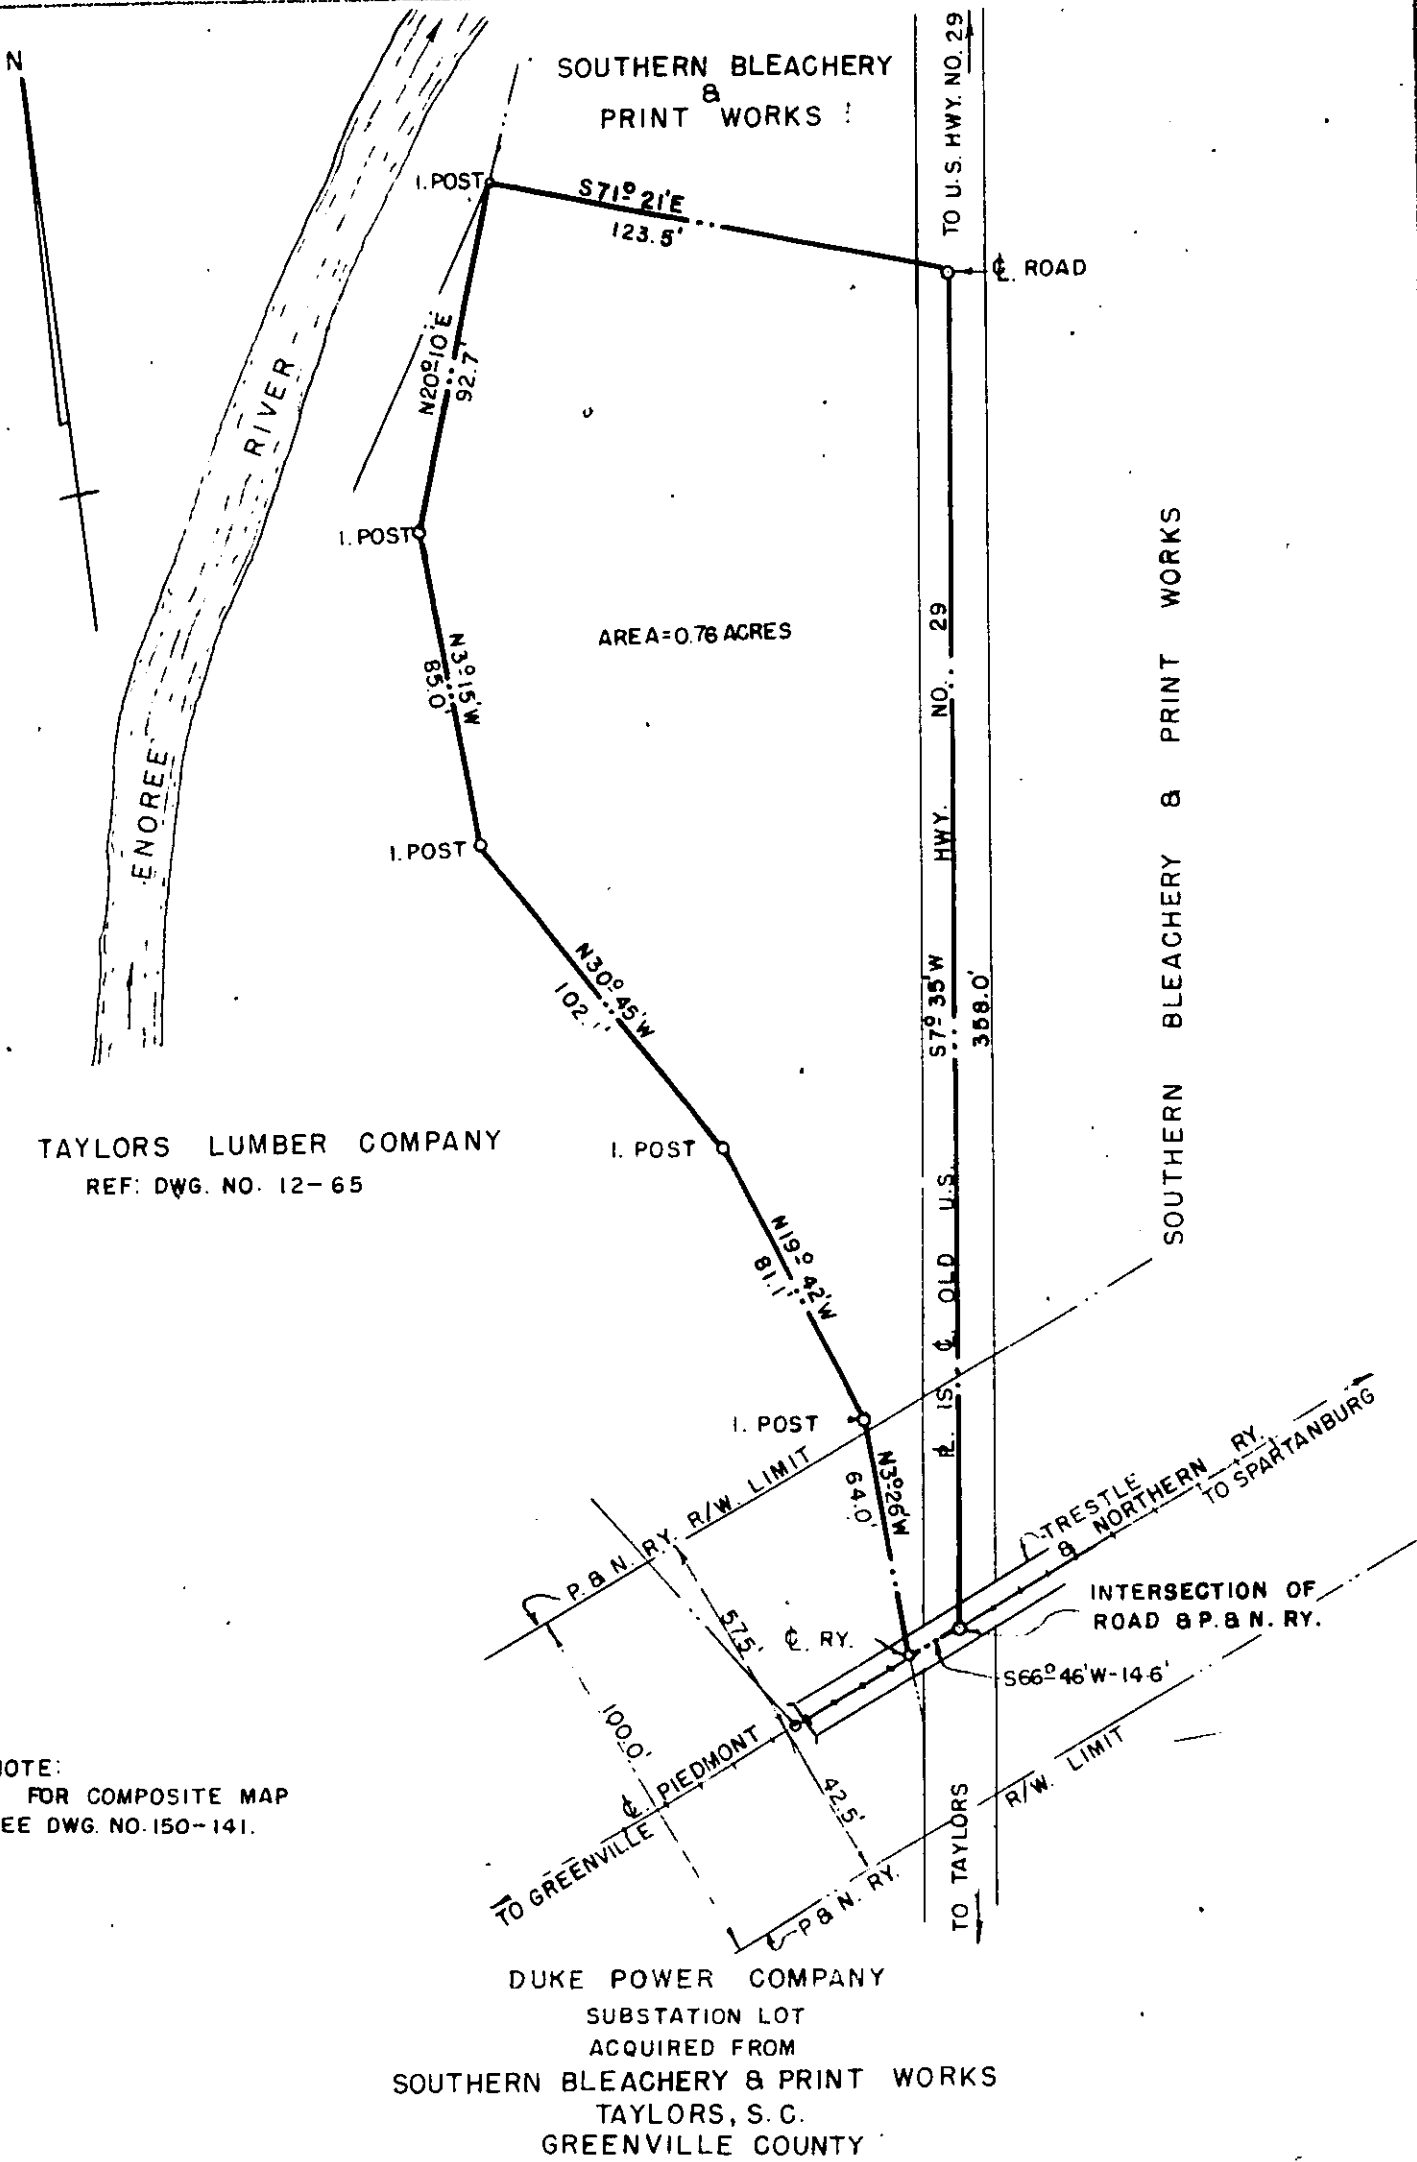 N
SOUTHERN BLEACHERY
&
PRINT WORKS
TO U.S. HWY. NO. 29
I. POST
S71° 21'E
123.5'
℄ ROAD
N20° 10'E
92.7'
ENOREE RIVER
I. POST
AREA=0.76 ACRES
N3° 15'W
85.0'
I. POST
N30° 45'W
102.1'
S7° 35'W
358.0'
℄ IS ℄ OLD U.S. HWY. NO. 29
SOUTHERN BLEACHERY & PRINT WORKS
TAYLORS LUMBER COMPANY
REF: DWG. NO. 12-65
I. POST
N19° 42'W
81.1'
I. POST
N3° 26'W
64.0'
P. & N. RY. R/W. LIMIT
TRESTLE
℄ PIEDMONT & NORTHERN RY.
TO SPARTANBURG
57.5'
℄ RY.
INTERSECTION OF
ROAD & P. & N. RY.
S66° 46'W-14.6'
100.0'
42.5'
TO GREENVILLE
P & N. RY. R/W. LIMIT
TO TAYLORS
OTE:
FOR COMPOSITE MAP
EE DWG. NO. 150-141.
DUKE POWER COMPANY
SUBSTATION LOT
ACQUIRED FROM
SOUTHERN BLEACHERY & PRINT WORKS
TAYLORS, S. C.
GREENVILLE COUNTY